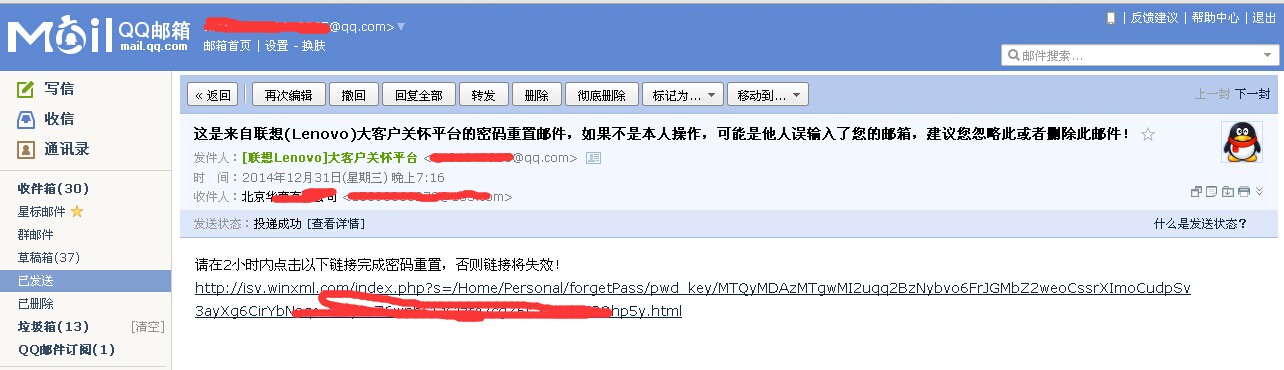 Mail QQ邮箱
mail.qq.com
@qq.com>
邮箱首页 | 设置 - 换肤
| 反馈建议 | 帮助中心 | 退出
邮件搜索...
写信
收信
通讯录
收件箱(30)
星标邮件
群邮件
草稿箱(37)
已发送
已删除
垃圾箱(13) [清空]
QQ邮件订阅(1)
« 返回 再次编辑 撤回 回复全部 转发 删除 彻底删除 标记为... 移动到...
上一封 下一封
这是来自联想(Lenovo)大客户关怀平台的密码重置邮件，如果不是本人操作，可能是他人误输入了您的邮箱，建议您忽略此或者删除此邮件！
发件人：[联想Lenovo]大客户关怀平台 < @qq.com>
时 间：2014年12月31日(星期三) 晚上7:16
收件人：北京华 公司 < com>
发送状态：投递成功 [查看详情]
什么是发送状态?
请在2小时内点击以下链接完成密码重置，否则链接将失效！
http://isv.winxml.com/index.php?s=/Home/Personal/forgetPass/pwd_key/MTQyMDAzMTgwMI2uqq2BzNybvo6FrJGMbZ2weoCssrXImoCudpSv
3ayXg6CirYbN hp5y.html